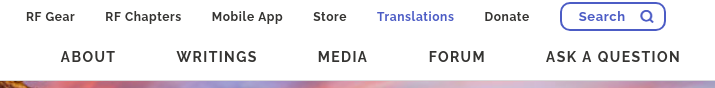 RF Gear RF Chapters Mobile App Store Translations Donate Search
ABOUT WRITINGS MEDIA FORUM ASK A QUESTION